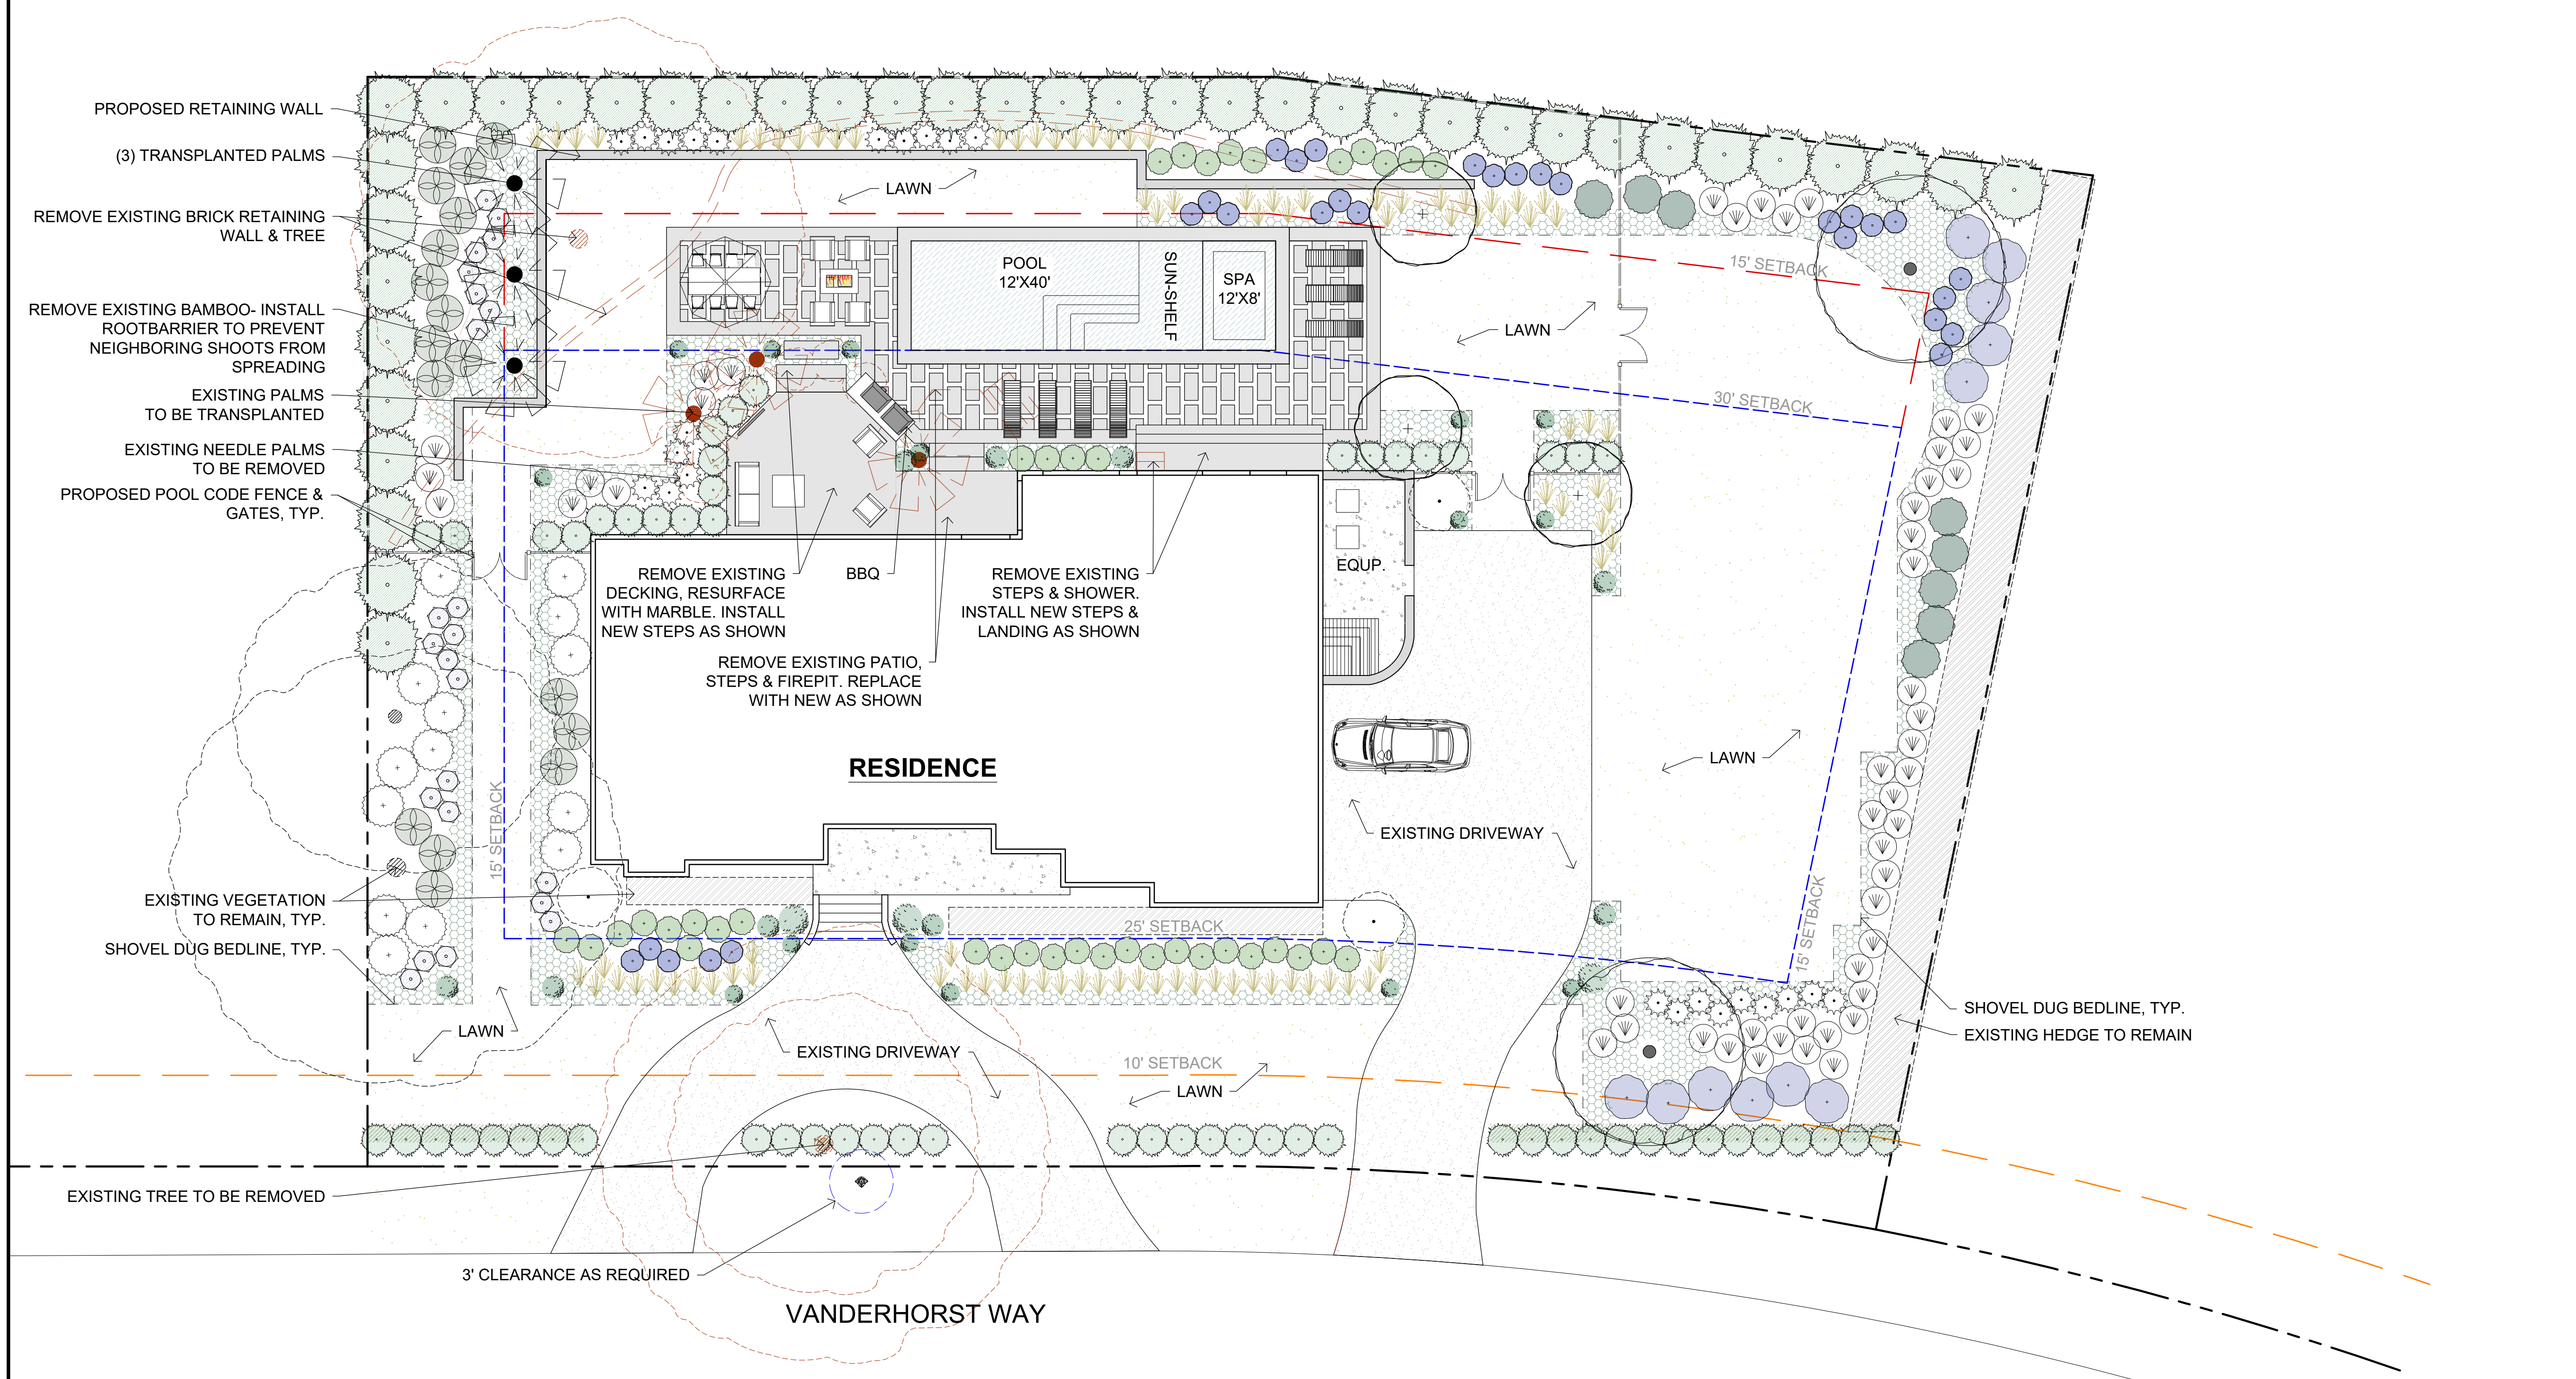 PROPOSED RETAINING WALL
(3) TRANSPLANTED PALMS
REMOVE EXISTING BRICK RETAINING
WALL & TREE
REMOVE EXISTING BAMBOO- INSTALL
ROOTBARRIER TO PREVENT
NEIGHBORING SHOOTS FROM
SPREADING
EXISTING PALMS
TO BE TRANSPLANTED
EXISTING NEEDLE PALMS
TO BE REMOVED
PROPOSED POOL CODE FENCE &
GATES, TYP.
EXISTING VEGETATION
TO REMAIN, TYP.
SHOVEL DUG BEDLINE, TYP.
EXISTING TREE TO BE REMOVED
3' CLEARANCE AS REQUIRED
LAWN
POOL
12'X40'
SUN-SHELF
SPA
12'X8'
15' SETBACK
LAWN
30' SETBACK
REMOVE EXISTING
DECKING, RESURFACE
WITH MARBLE. INSTALL
NEW STEPS AS SHOWN
BBQ
REMOVE EXISTING
STEPS & SHOWER.
INSTALL NEW STEPS &
LANDING AS SHOWN
REMOVE EXISTING PATIO,
STEPS & FIREPIT. REPLACE
WITH NEW AS SHOWN
EQUP.
RESIDENCE
LAWN
EXISTING DRIVEWAY
15' SETBACK
25' SETBACK
15' SETBACK
LAWN
EXISTING DRIVEWAY
10' SETBACK
LAWN
SHOVEL DUG BEDLINE, TYP.
EXISTING HEDGE TO REMAIN
VANDERHORST WAY